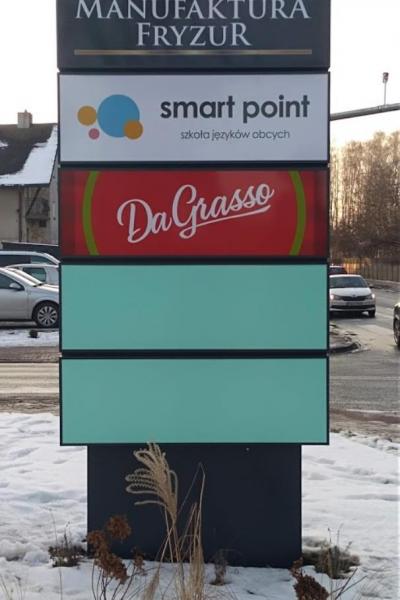 MANUFAKTURA
FRYZUR
smart point
szkoła języków obcych
DaGrasso